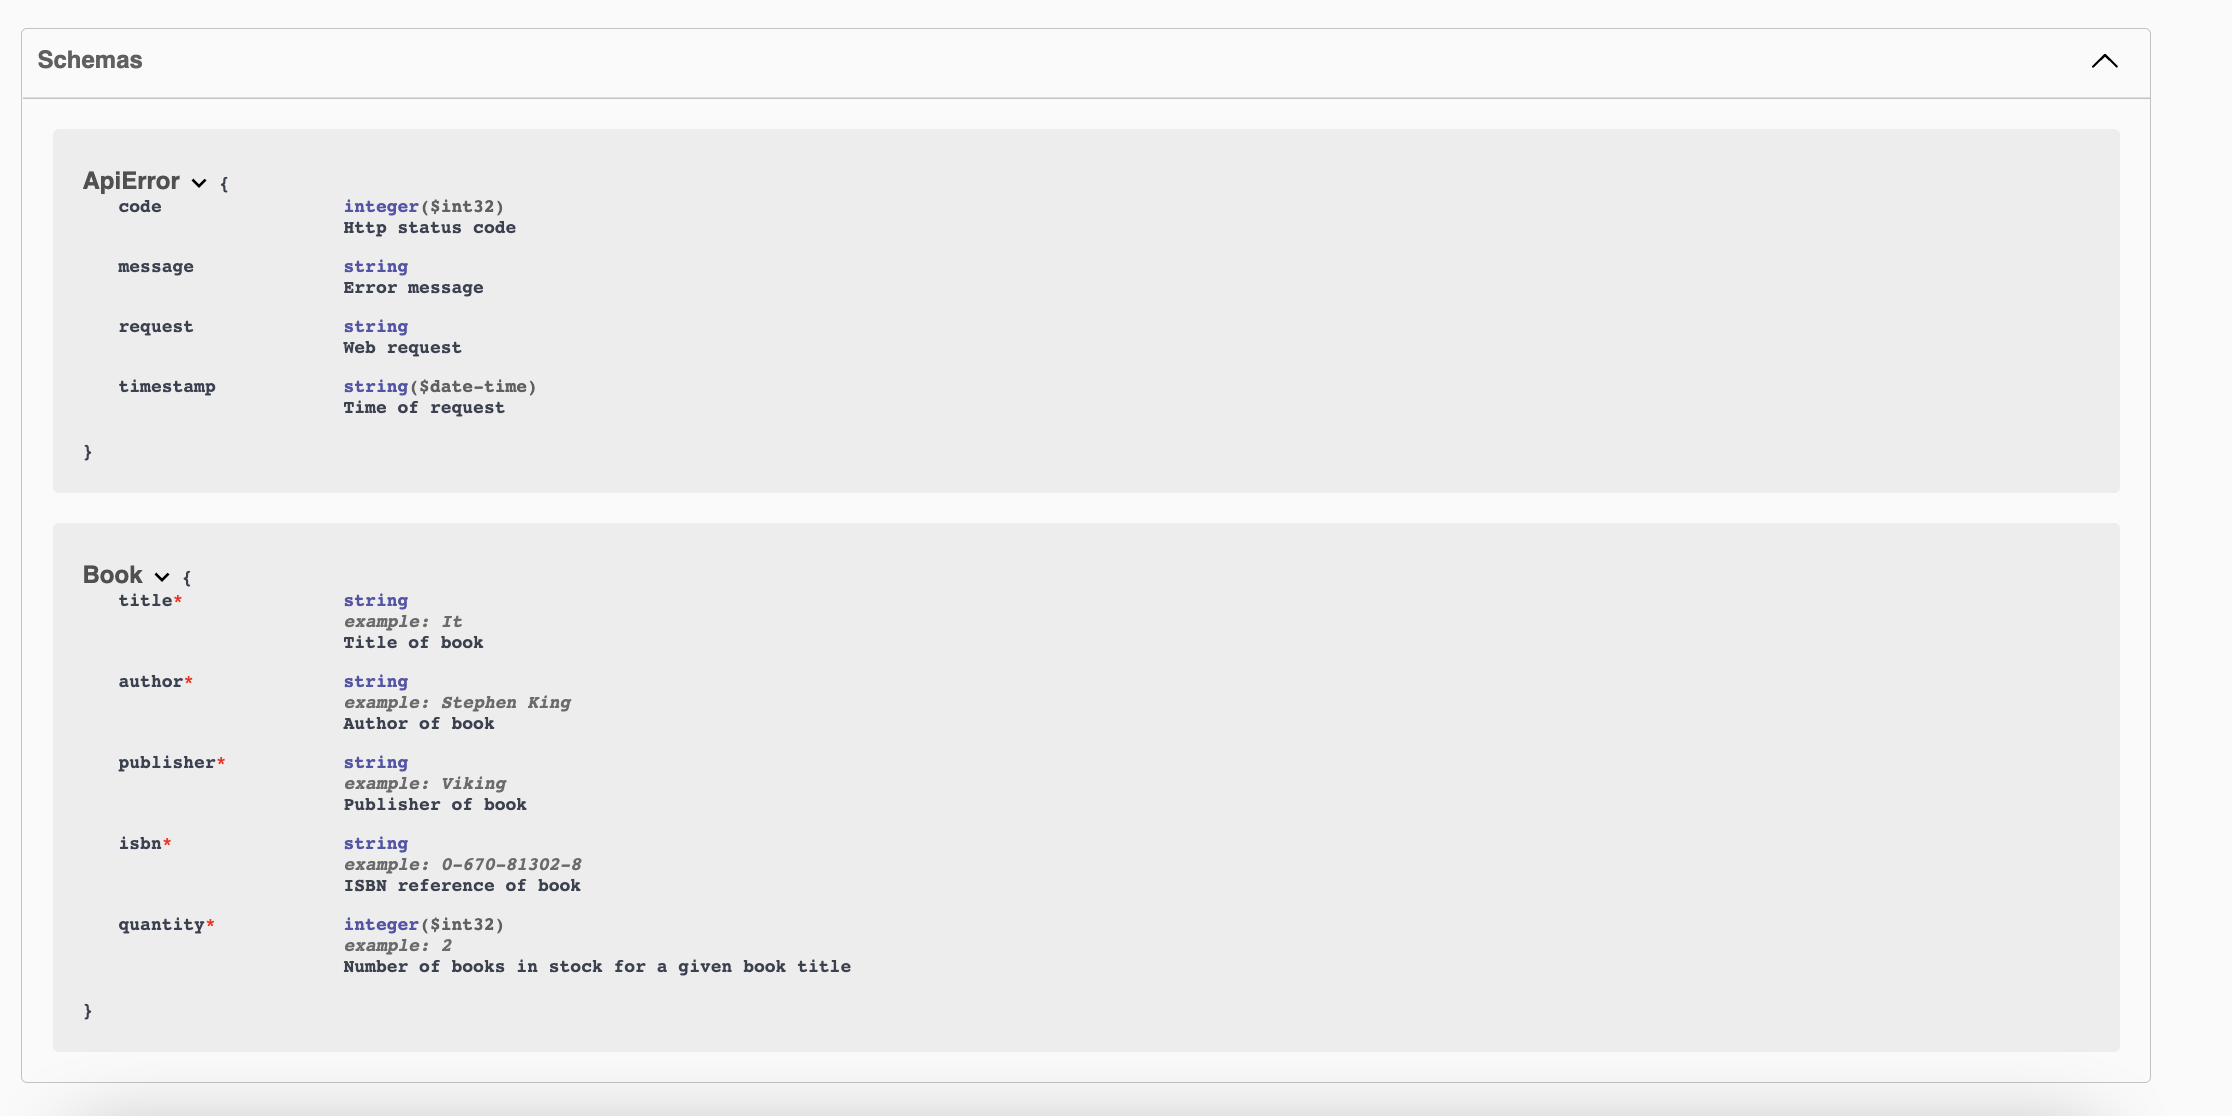 Schemas
ApiError {
code integer($int32)
Http status code
message string
Error message
request string
Web request
timestamp string($date-time)
Time of request
}
Book {
title* string
example: It
Title of book
author* string
example: Stephen King
Author of book
publisher* string
example: Viking
Publisher of book
isbn* string
example: 0-670-81302-8
ISBN reference of book
quantity* integer($int32)
example: 2
Number of books in stock for a given book title
}